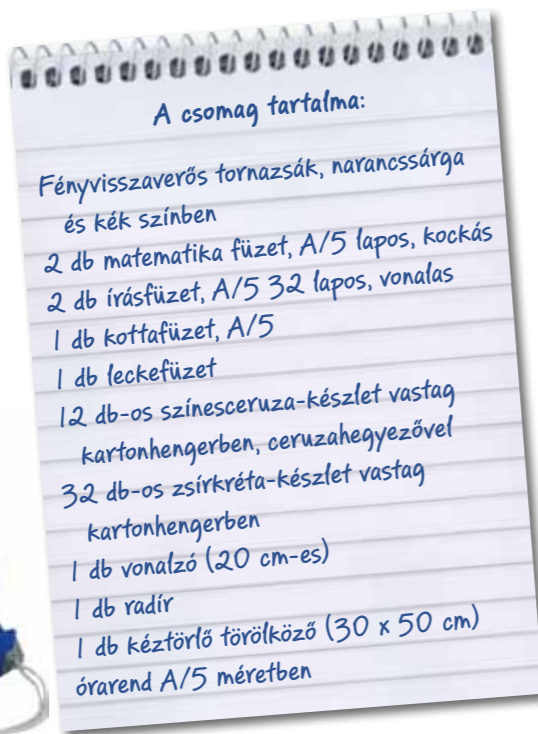 A csomag tartalma:
Fényvisszaverős tornazsák, narancssárga
és kék színben
2 db matematika füzet, A/5 lapos, kockás
2 db írásfüzet, A/5 32 lapos, vonalas
1 db kottafüzet, A/5
1 db leckefüzet
12 db-os színesceruza-készlet vastag
kartonhengerben, ceruzahegyezővel
32 db-os zsírkréta-készlet vastag
kartonhengerben
1 db vonalzó (20 cm-es)
1 db radír
1 db kéztörlő törölköző (30 x 50 cm)
órarend A/5 méretben